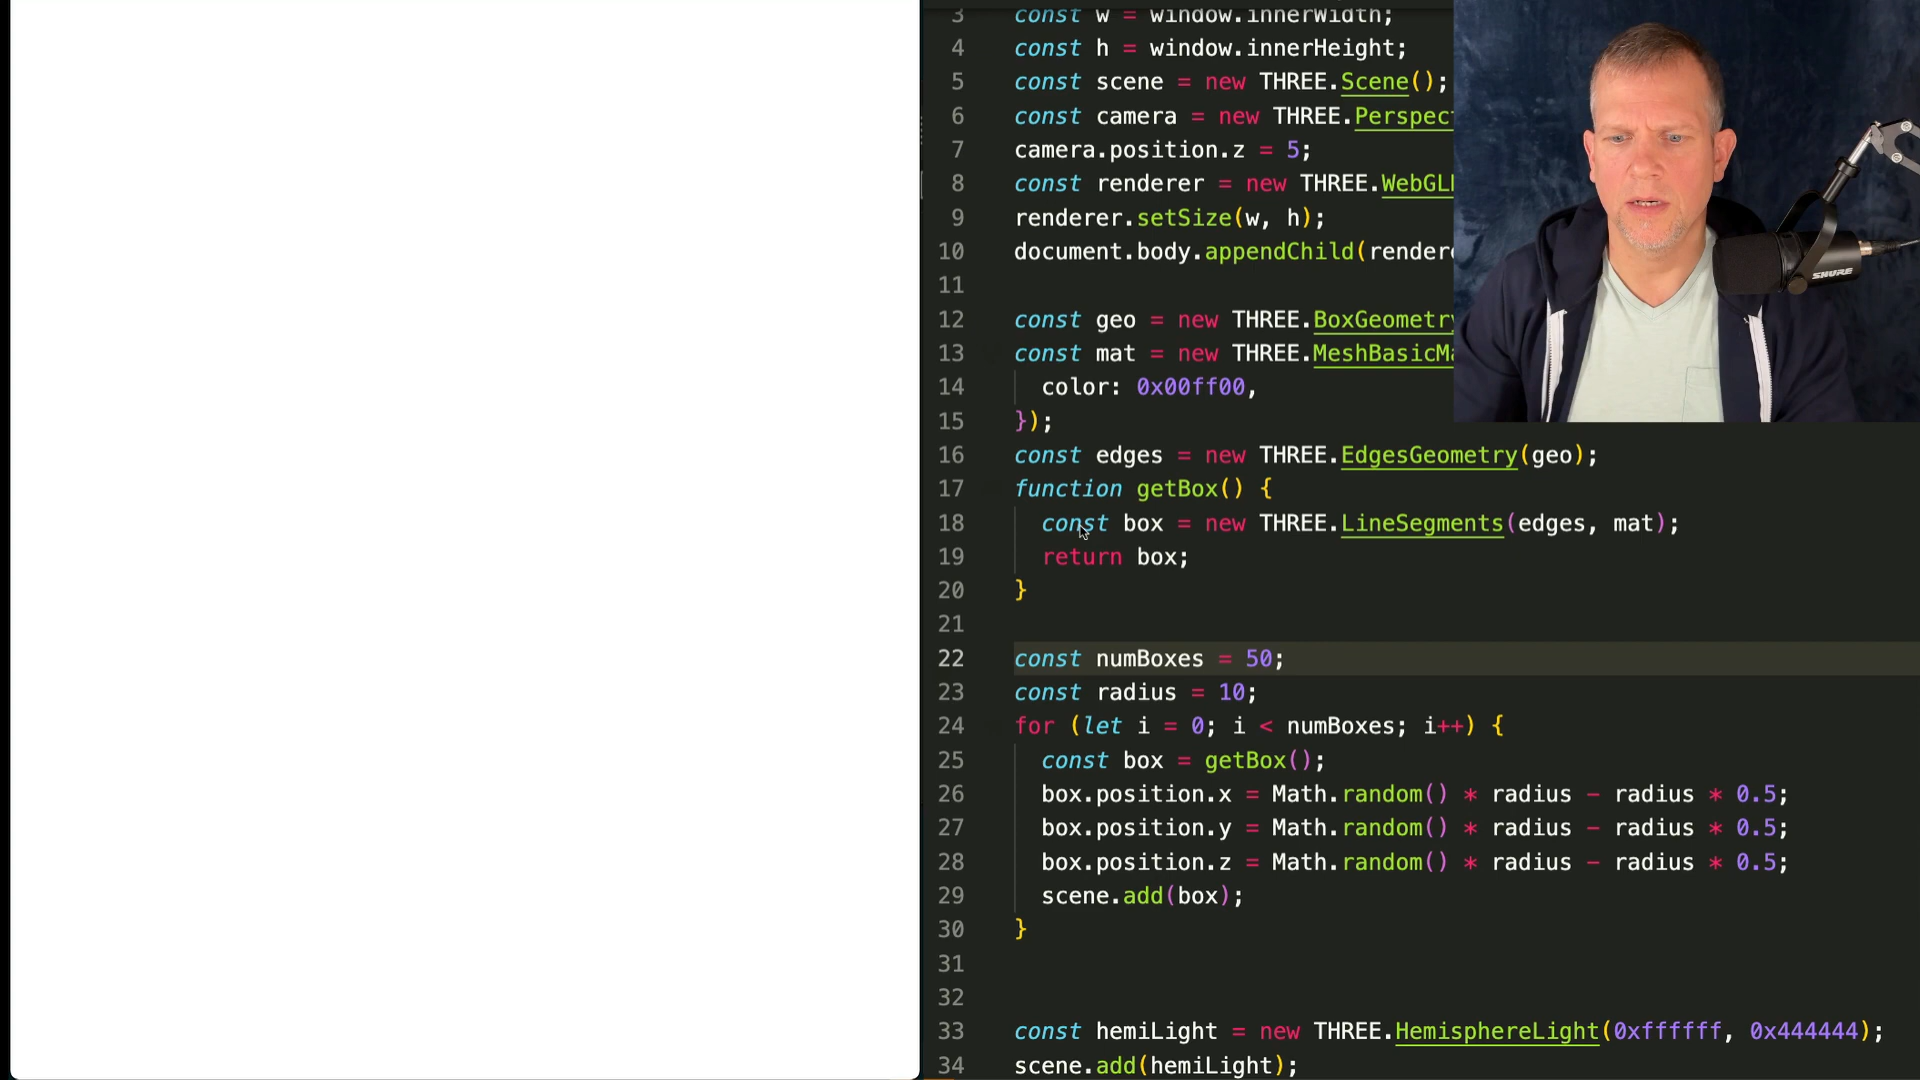 3 const w = window.innerWidth;
4 const h = window.innerHeight;
5 const scene = new THREE.Scene();
6 const camera = new THREE.Perspec
7 camera.position.z = 5;
8 const renderer = new THREE.WebGL
9 renderer.setSize(w, h);
10 document.body.appendChild(render
11
12 const geo = new THREE.BoxGeometry
13 const mat = new THREE.MeshBasicMa
14 color: 0x00ff00,
15 });
16 const edges = new THREE.EdgesGeometry(geo);
17 function getBox() {
18 const box = new THREE.LineSegments(edges, mat);
19 return box;
20 }
21
22 const numBoxes = 50;
23 const radius = 10;
24 for (let i = 0; i < numBoxes; i++) {
25 const box = getBox();
26 box.position.x = Math.random() * radius - radius * 0.5;
27 box.position.y = Math.random() * radius - radius * 0.5;
28 box.position.z = Math.random() * radius - radius * 0.5;
29 scene.add(box);
30 }
31
32
33 const hemiLight = new THREE.HemisphereLight(0xffffff, 0x444444);
34 scene.add(hemiLight);
SHURE